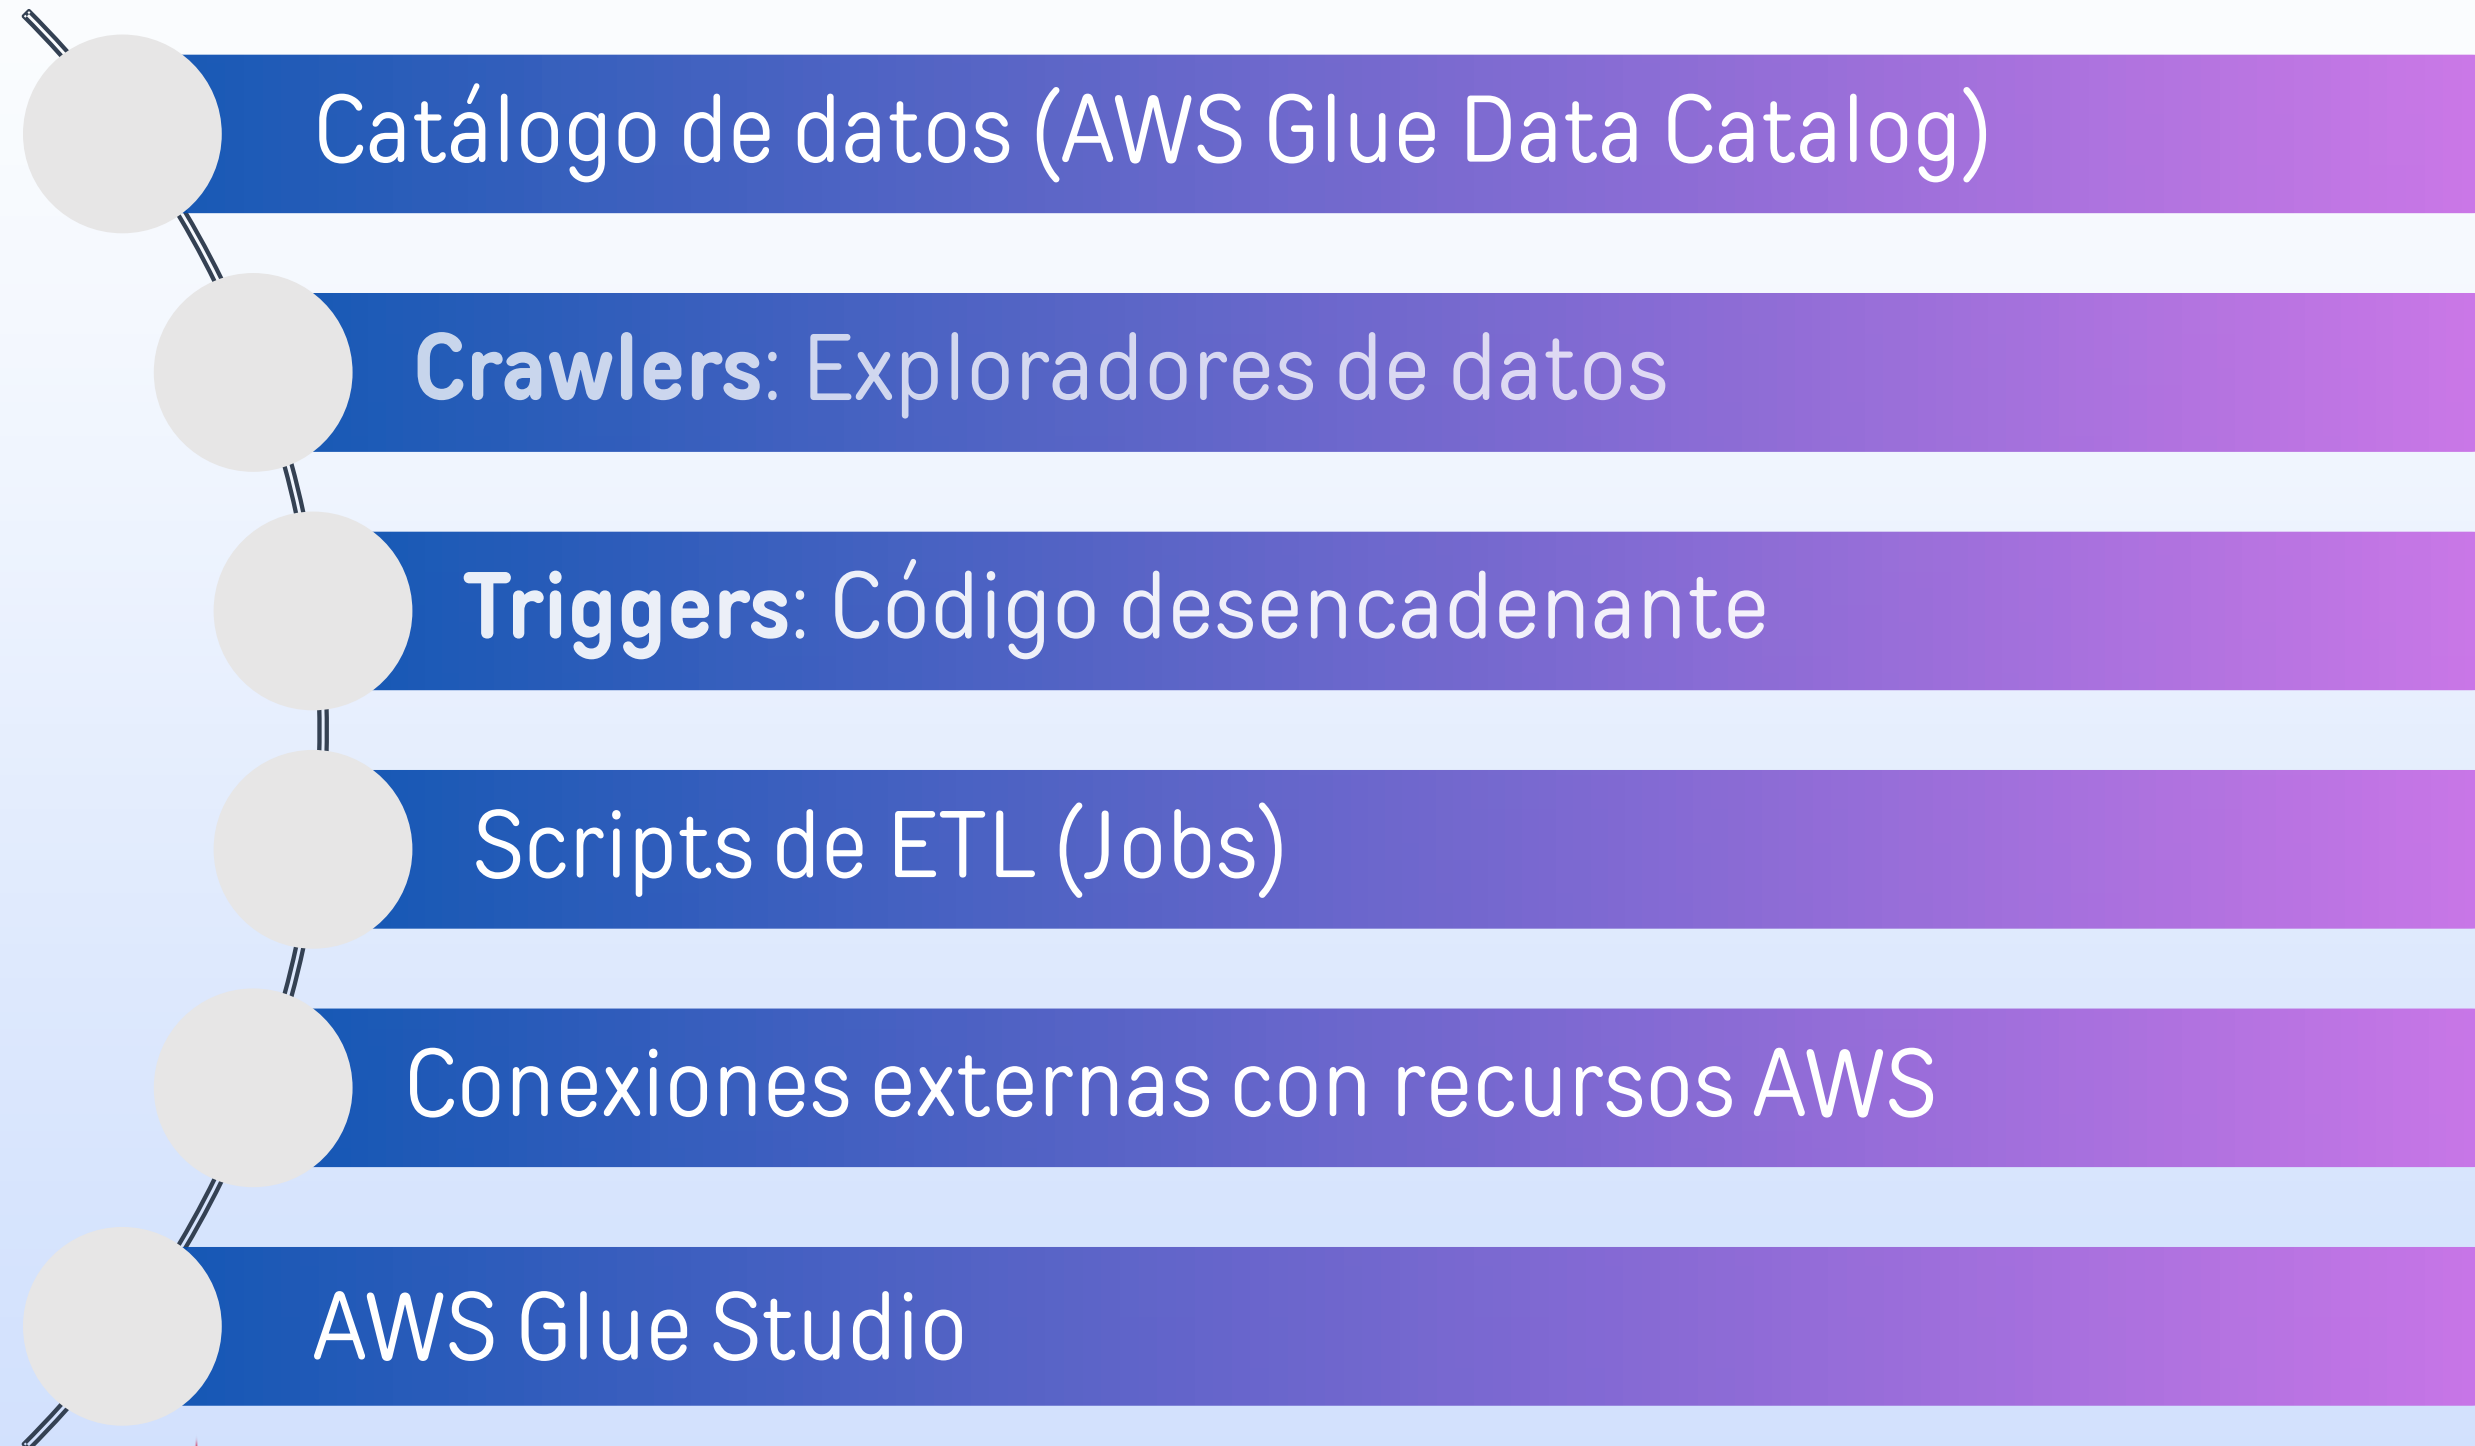 Catálogo de datos (AWS Glue Data Catalog)
Crawlers: Exploradores de datos
Triggers: Código desencadenante
Scripts de ETL (Jobs)
Conexiones externas con recursos AWS
AWS Glue Studio